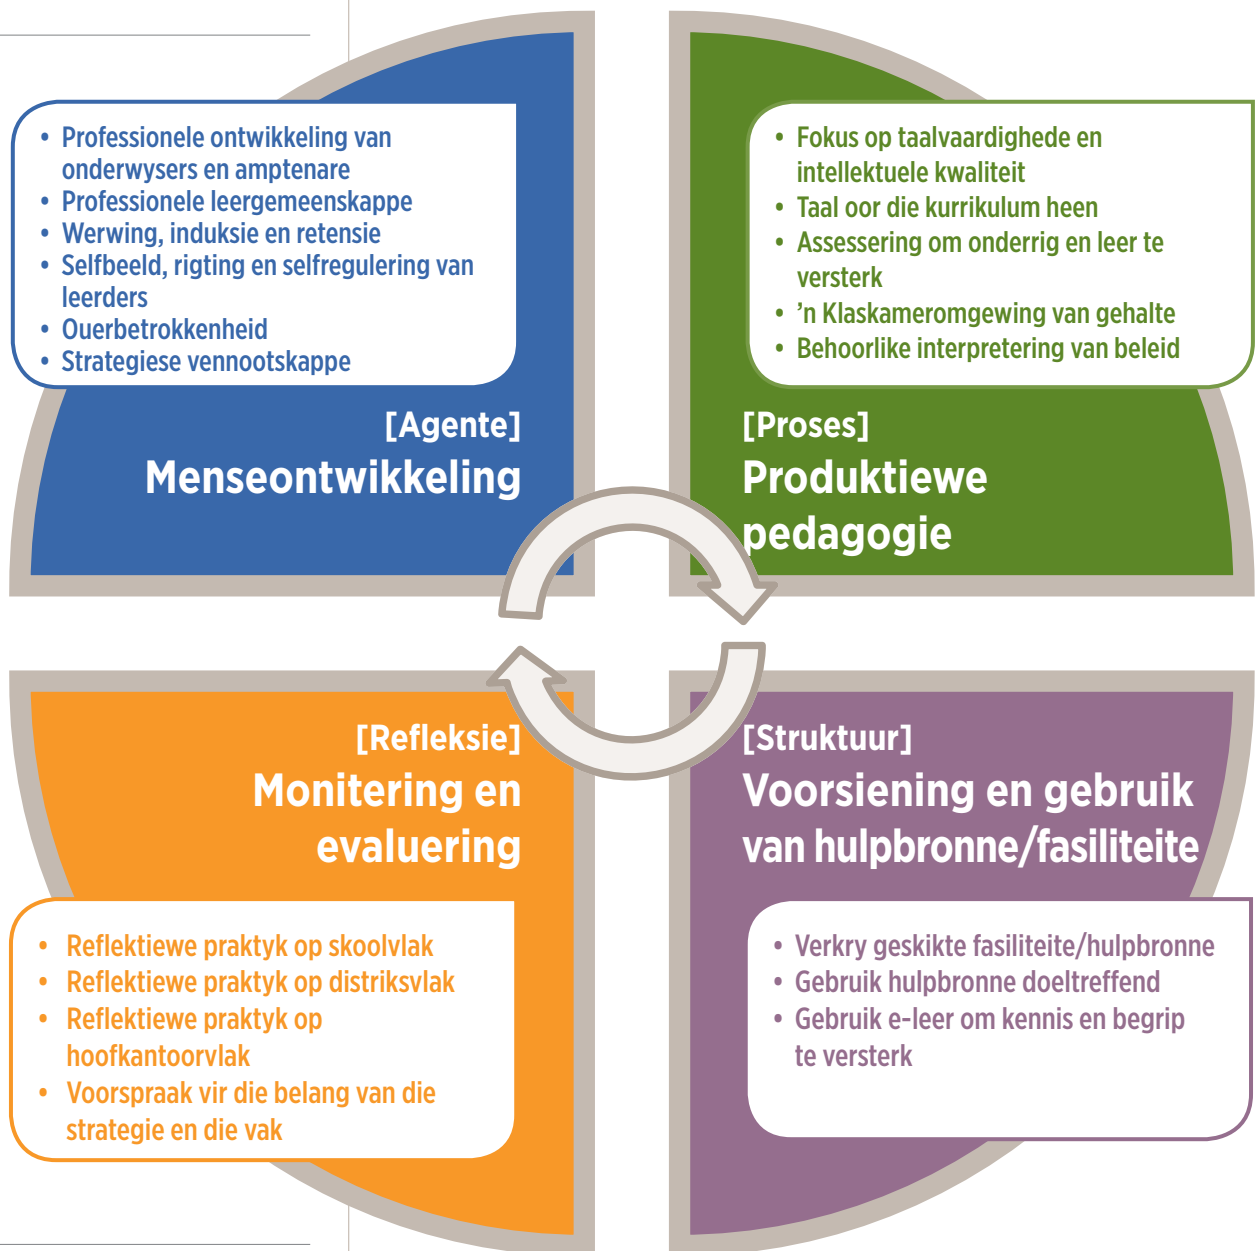 • Professionele ontwikkeling van
onderwysers en amptenare
• Professionele leergemeenskappe
• Werwing, induksie en retensie
• Selfbeeld, rigting en selfregulering van
leerders
• Ouerbetrokkenheid
• Strategiese vennootskappe
[Agente]
Menseontwikkeling
• Fokus op taalvaardighede en
intellektuele kwaliteit
• Taal oor die kurrikulum heen
• Assessering om onderrig en leer te
versterk
• ’n Klaskameromgewing van gehalte
• Behoorlike interpretering van beleid
[Proses]
Produktiewe
pedagogie
[Refleksie]
Monitering en
evaluering
• Reflektiewe praktyk op skoolvlak
• Reflektiewe praktyk op distriksvlak
• Reflektiewe praktyk op
hoofkantoorvlak
• Voorspraak vir die belang van die
strategie en die vak
[Struktuur]
Voorsiening en gebruik
van hulpbronne/fasiliteite
• Verkry geskikte fasiliteite/hulpbronne
• Gebruik hulpbronne doeltreffend
• Gebruik e-leer om kennis en begrip
te versterk